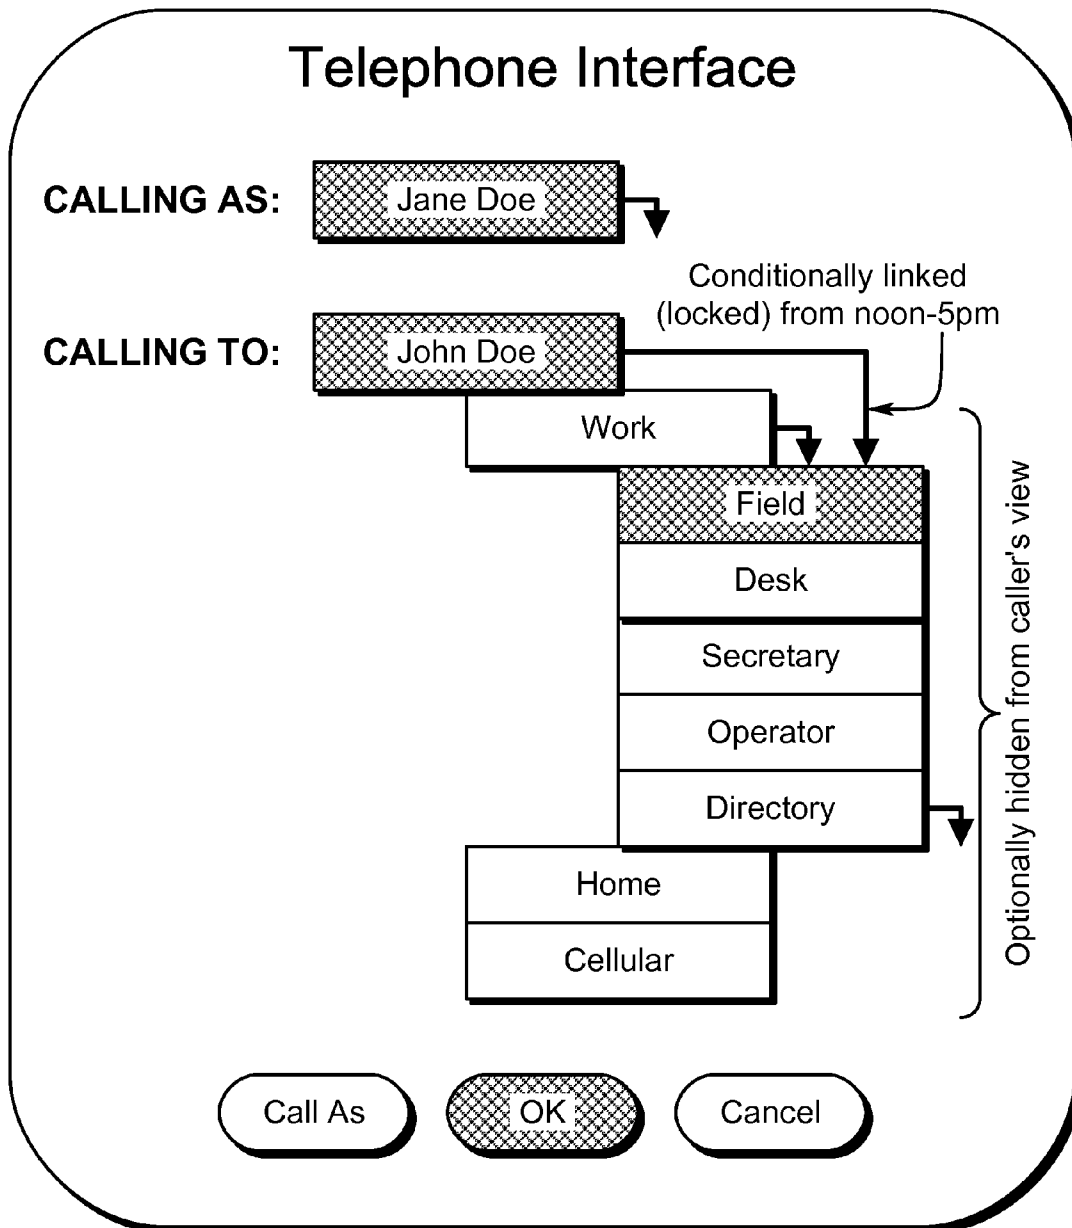 Telephone Interface
CALLING AS:
Jane Doe
Conditionally linked
(locked) from noon-5pm
CALLING TO:
John Doe
Work
Field
Desk
Secretary
Operator
Directory
Home
Cellular
Optionally hidden from caller's view
Call As
OK
Cancel